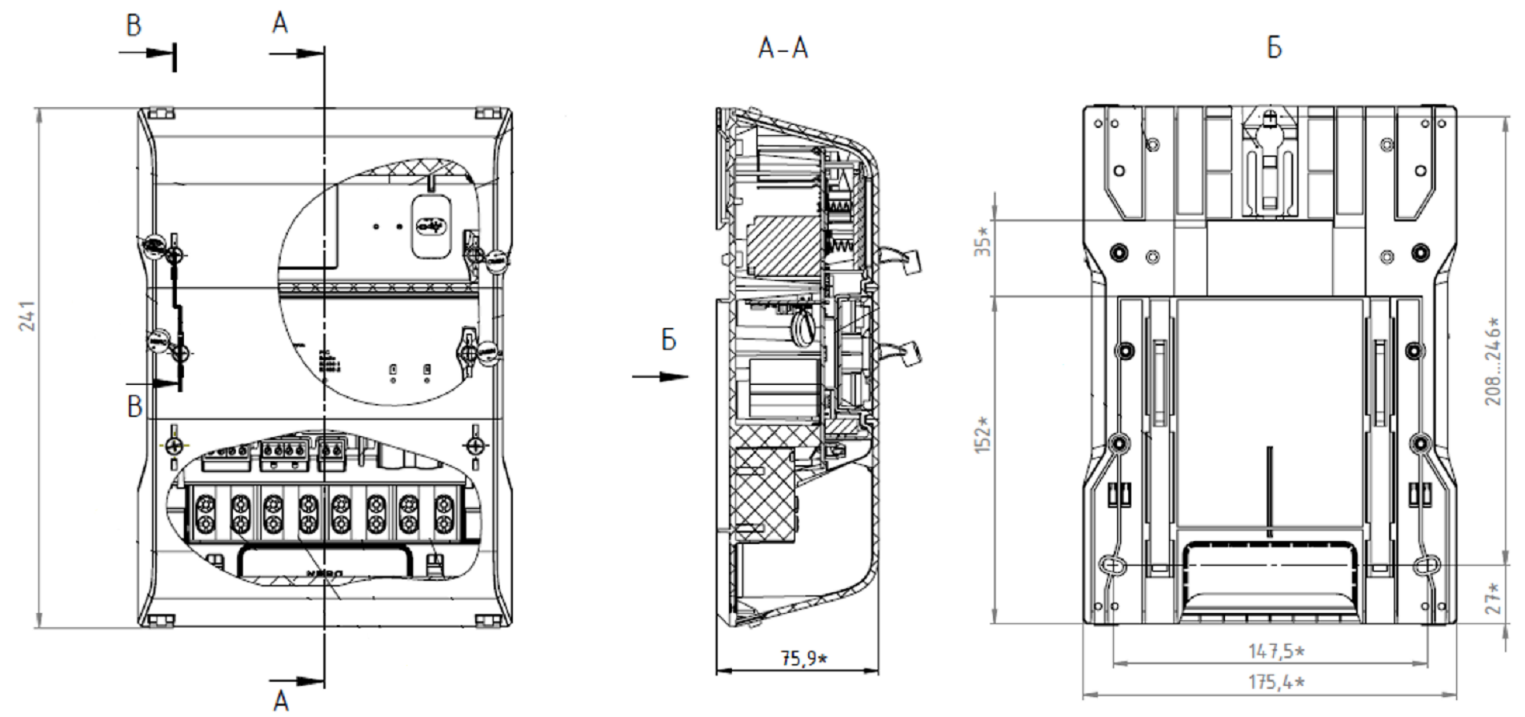 В
А
А-А
Б
241
35*
Б
208...246*
152*
В
27*
75,9*
147,5*
175,4*
А